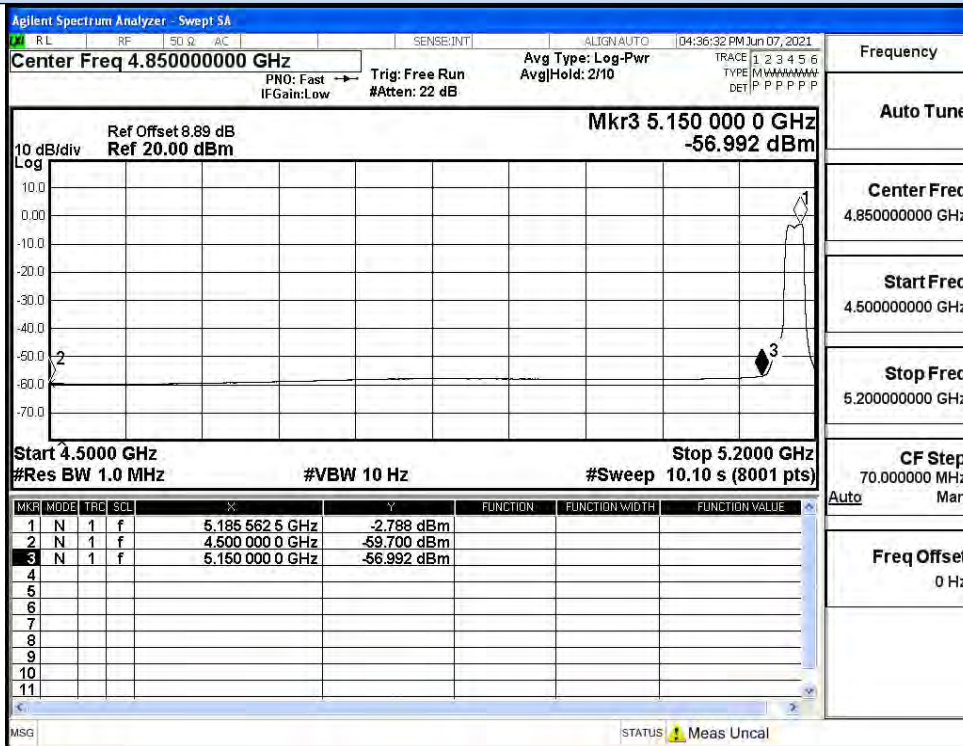 Agilent Spectrum Analyzer - Swept SA
LXI RL RF 50 Ω AC SENSE:INT ALIGNAUTO 04:36:32 PM Jun 07, 2021
Center Freq 4.850000000 GHz
PNO: Fast
IFGain:Low
Trig: Free Run
#Atten: 22 dB
Avg Type: Log-Pwr
Avg|Hold: 2/10
TRACE 1 2 3 4 5 6
TYPE MWWWWW
DET P P P P P P
Mkr3 5.150 000 0 GHz
-56.992 dBm
Ref Offset 8.89 dB
10 dB/div Ref 20.00 dBm
Log
10.0
0.00
-10.0
-20.0
-30.0
-40.0
-50.0
-60.0
-70.0
1
2
3
Start 4.5000 GHz Stop 5.2000 GHz
#Res BW 1.0 MHz #VBW 10 Hz #Sweep 10.10 s (8001 pts)
MKR MODE TRC SCL X Y FUNCTION FUNCTION WIDTH FUNCTION VALUE
1 N 1 f 5.185 562 5 GHz -2.788 dBm
2 N 1 f 4.500 000 0 GHz -59.700 dBm
3 N 1 f 5.150 000 0 GHz -56.992 dBm
4
5
6
7
8
9
10
11
MSG STATUS Meas Uncal
Frequency
Auto Tune
Center Freq
4.850000000 GHz
Start Freq
4.500000000 GHz
Stop Freq
5.200000000 GHz
CF Step
70.000000 MHz
Auto Man
Freq Offset
0 Hz